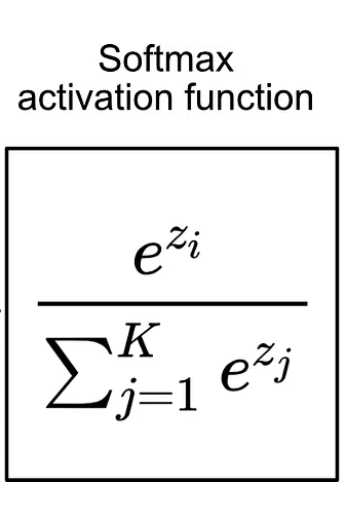 Softmax
activation function
e^{z_i}
∑_{j=1}^{K} e^{z_j}